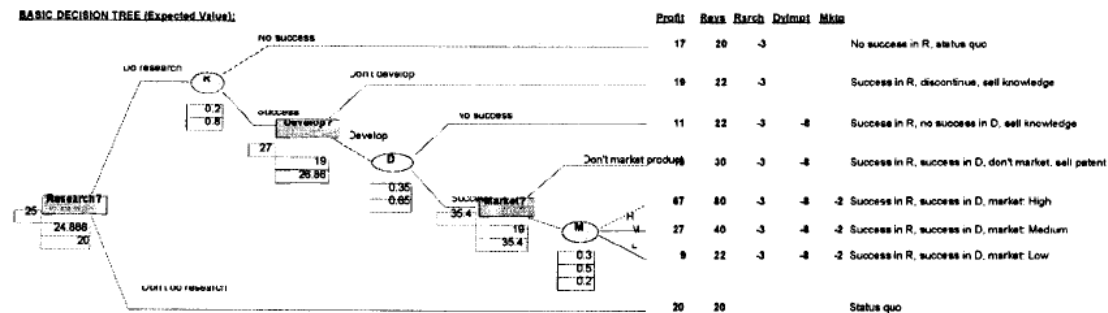 BASIC DECISION TREE (Expected Value):
Profit Revs Rsrch Dvlmpt Mktg
No success 17 20 -3 No success in R, status quo
Do research R
Don't develop 19 22 -3 Success in R, discontinue, sell knowledge
0.2
0.8
Success Develop? No success 11 22 -3 -8 Success in R, no success in D, sell knowledge
Develop
27
19
26.86
D
0.35
0.65
Don't market product 30 -3 -8 Success in R, success in D, don't market, sell patent
Research?
25
24.888
20
Market?
35.4
19
35.4
H 67 80 -3 -8 -2 Success in R, success in D, market: High
M M 27 40 -3 -8 -2 Success in R, success in D, market: Medium
L 9 22 -3 -8 -2 Success in R, success in D, market: Low
0.3
0.5
0.2
Don't do research 20 20 Status quo